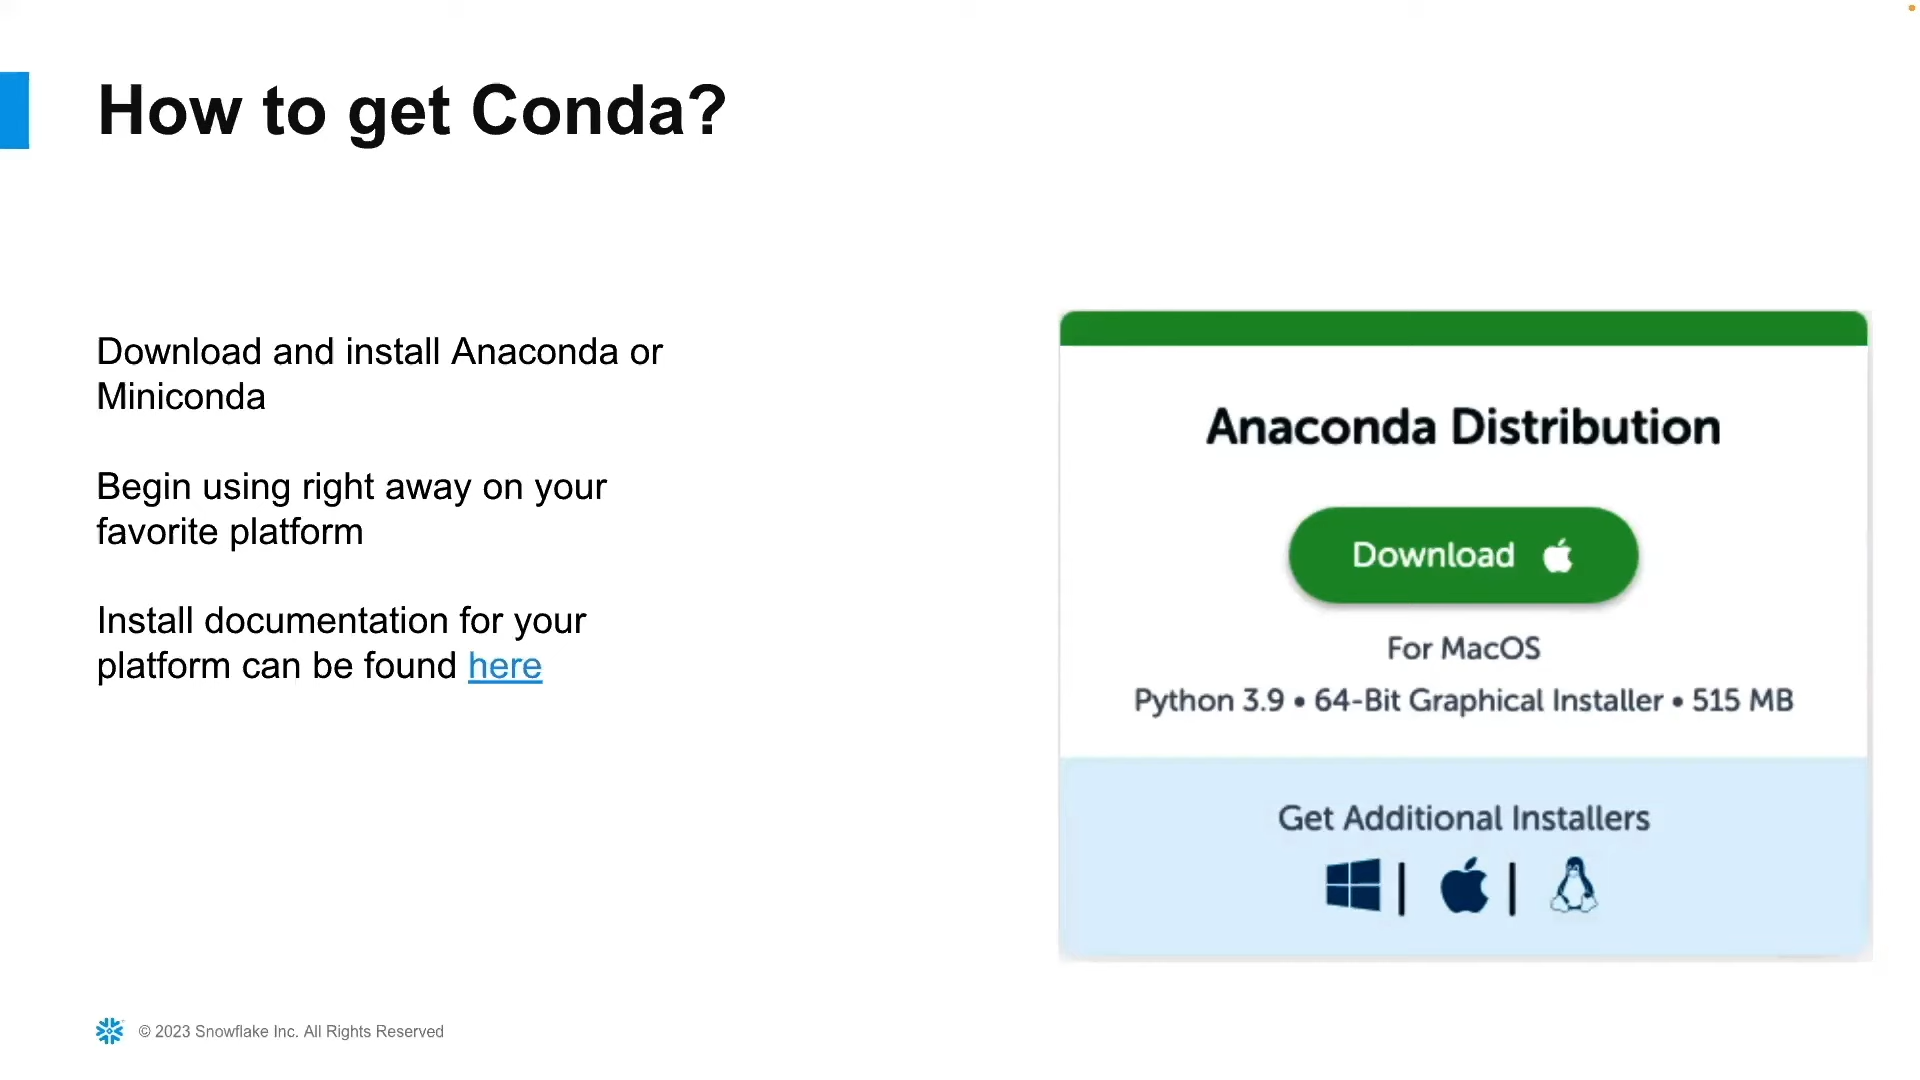 How to get Conda?
Download and install Anaconda or
Miniconda
Begin using right away on your
favorite platform
Install documentation for your
platform can be found here
Anaconda Distribution
Download
For MacOS
Python 3.9 • 64-Bit Graphical Installer • 515 MB
Get Additional Installers
© 2023 Snowflake Inc. All Rights Reserved